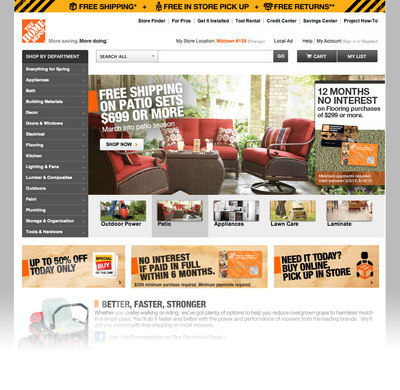 FREE SHIPPING* + FREE IN STORE PICK UP + FREE RETURNS**
THE HOME DEPOT
More saving. More doing.™
Store Finder For Pros Get It Installed Tool Rental Credit Center Savings Center Project How-To
My Store Location: Midtown #159 (Change) Local Ad Help My Account (Sign in or Register)
SHOP BY DEPARTMENT
SEARCH ALL GO CART MY LIST
Everything for Spring
Appliances
Bath
Building Materials
Decor
Doors & Windows
Electrical
Flooring
Kitchen
Lighting & Fans
Lumber & Composites
Outdoors
Paint
Plumbing
Storage & Organization
Tools & Hardware
FREE SHIPPING
ON PATIO SETS
$699 OR MORE
March into patio season
SHOP NOW
12 MONTHS
NO INTEREST
on Flooring purchases
of $299 or more.
Minimum payments required.
Outdoor Power
Patio
Appliances
Lawn Care
Laminate
UP TO 50% OFF
TODAY ONLY
SPECIAL
BUY
OF THE DAY
NO INTEREST
IF PAID IN FULL
WITHIN 6 MONTHS.
$299 minimum purchase required. Minimum payments required.
NEED IT TODAY?
BUY ONLINE,
PICK UP IN STORE
BETTER, FASTER, STRONGER
Whether you prefer walking or riding, we've got plenty of options to help you reduce overgrown grass to harmless mulch
in a single pass. You'll do it faster and better with the power and performance of mowers from the leading brands. We'll
get you started with free shipping on most mowers.
Join the Conversation on Our Facebook Page